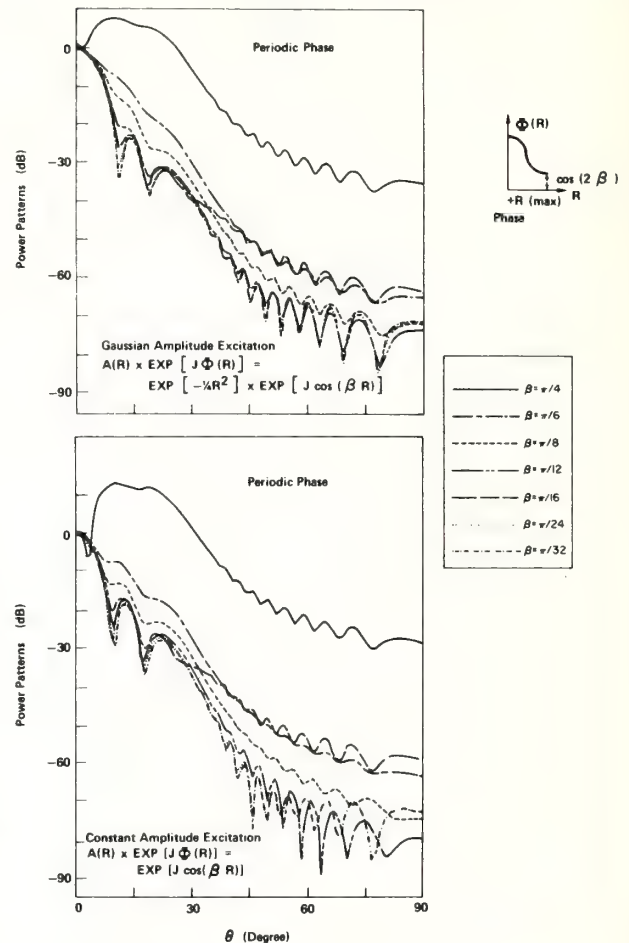 0
-30
-60
-90
Power Patterns (dB)
Periodic Phase
Gaussian Amplitude Excitation
A(R) x EXP [ J Φ (R) ] =
EXP [ -¼R² ] x EXP [ J cos ( β R) ]
Φ (R)
cos (2 β )
+R (max) R
Phase
β= π/4
β= π/6
β= π/8
β= π/12
β= π/16
β= π/24
β= π/32
0
-30
-60
-90
Power Patterns (dB)
Periodic Phase
Constant Amplitude Excitation
A(R) x EXP [J Φ (R)] =
EXP [J cos( β R)]
0 30 60 90
θ (Degree)